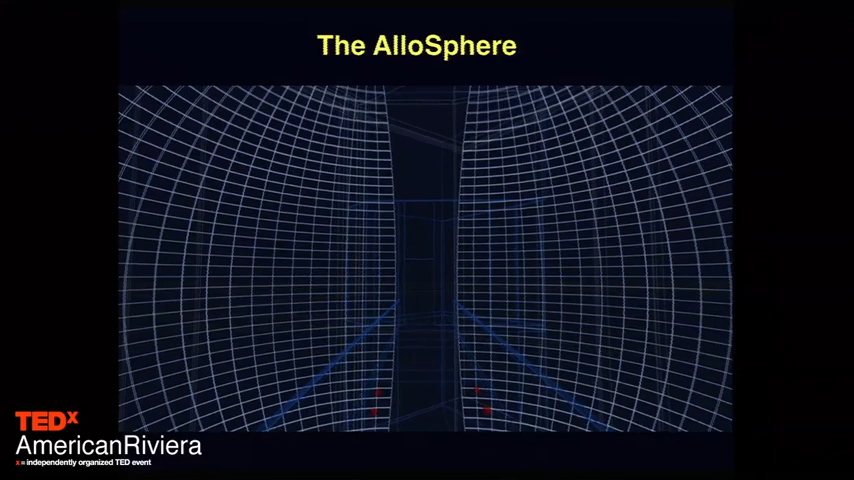 The AlloSphere
TEDx
AmericanRiviera
x = independently organized TED event